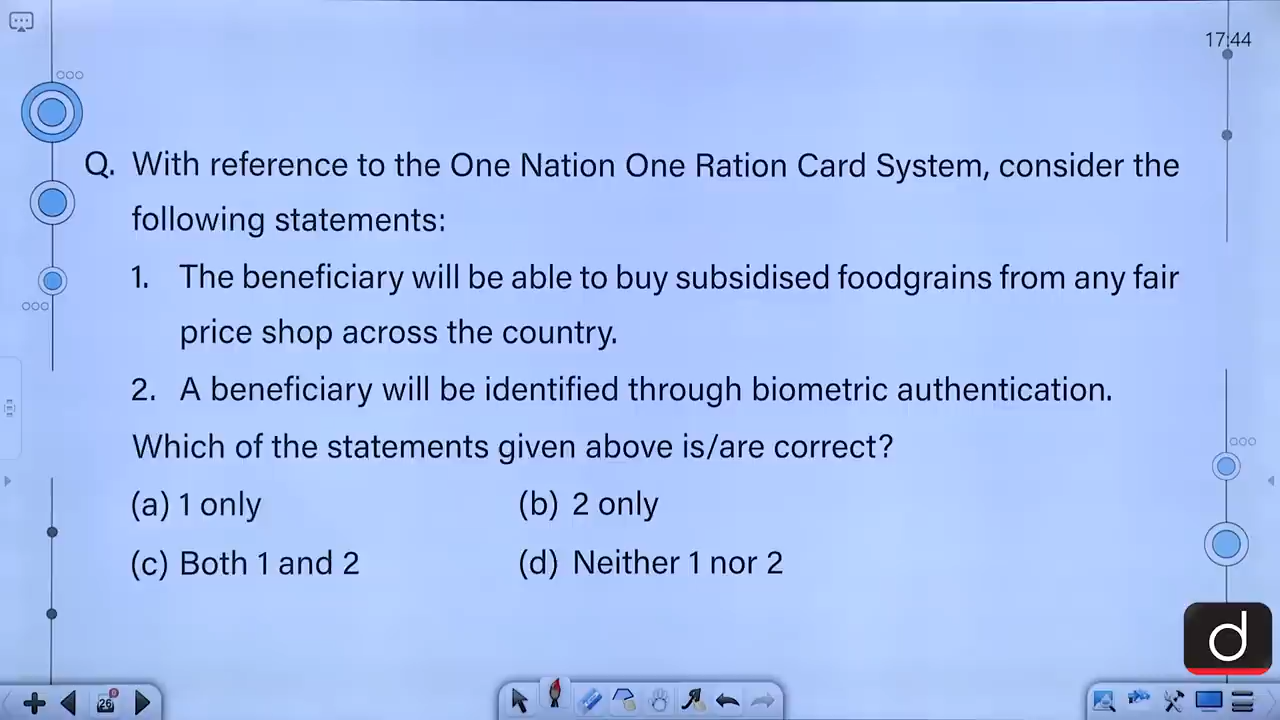 17:44
Q. With reference to the One Nation One Ration Card System, consider the
following statements:
1. The beneficiary will be able to buy subsidised foodgrains from any fair
price shop across the country.
2. A beneficiary will be identified through biometric authentication.
Which of the statements given above is/are correct?
(a) 1 only (b) 2 only
(c) Both 1 and 2 (d) Neither 1 nor 2
d
26